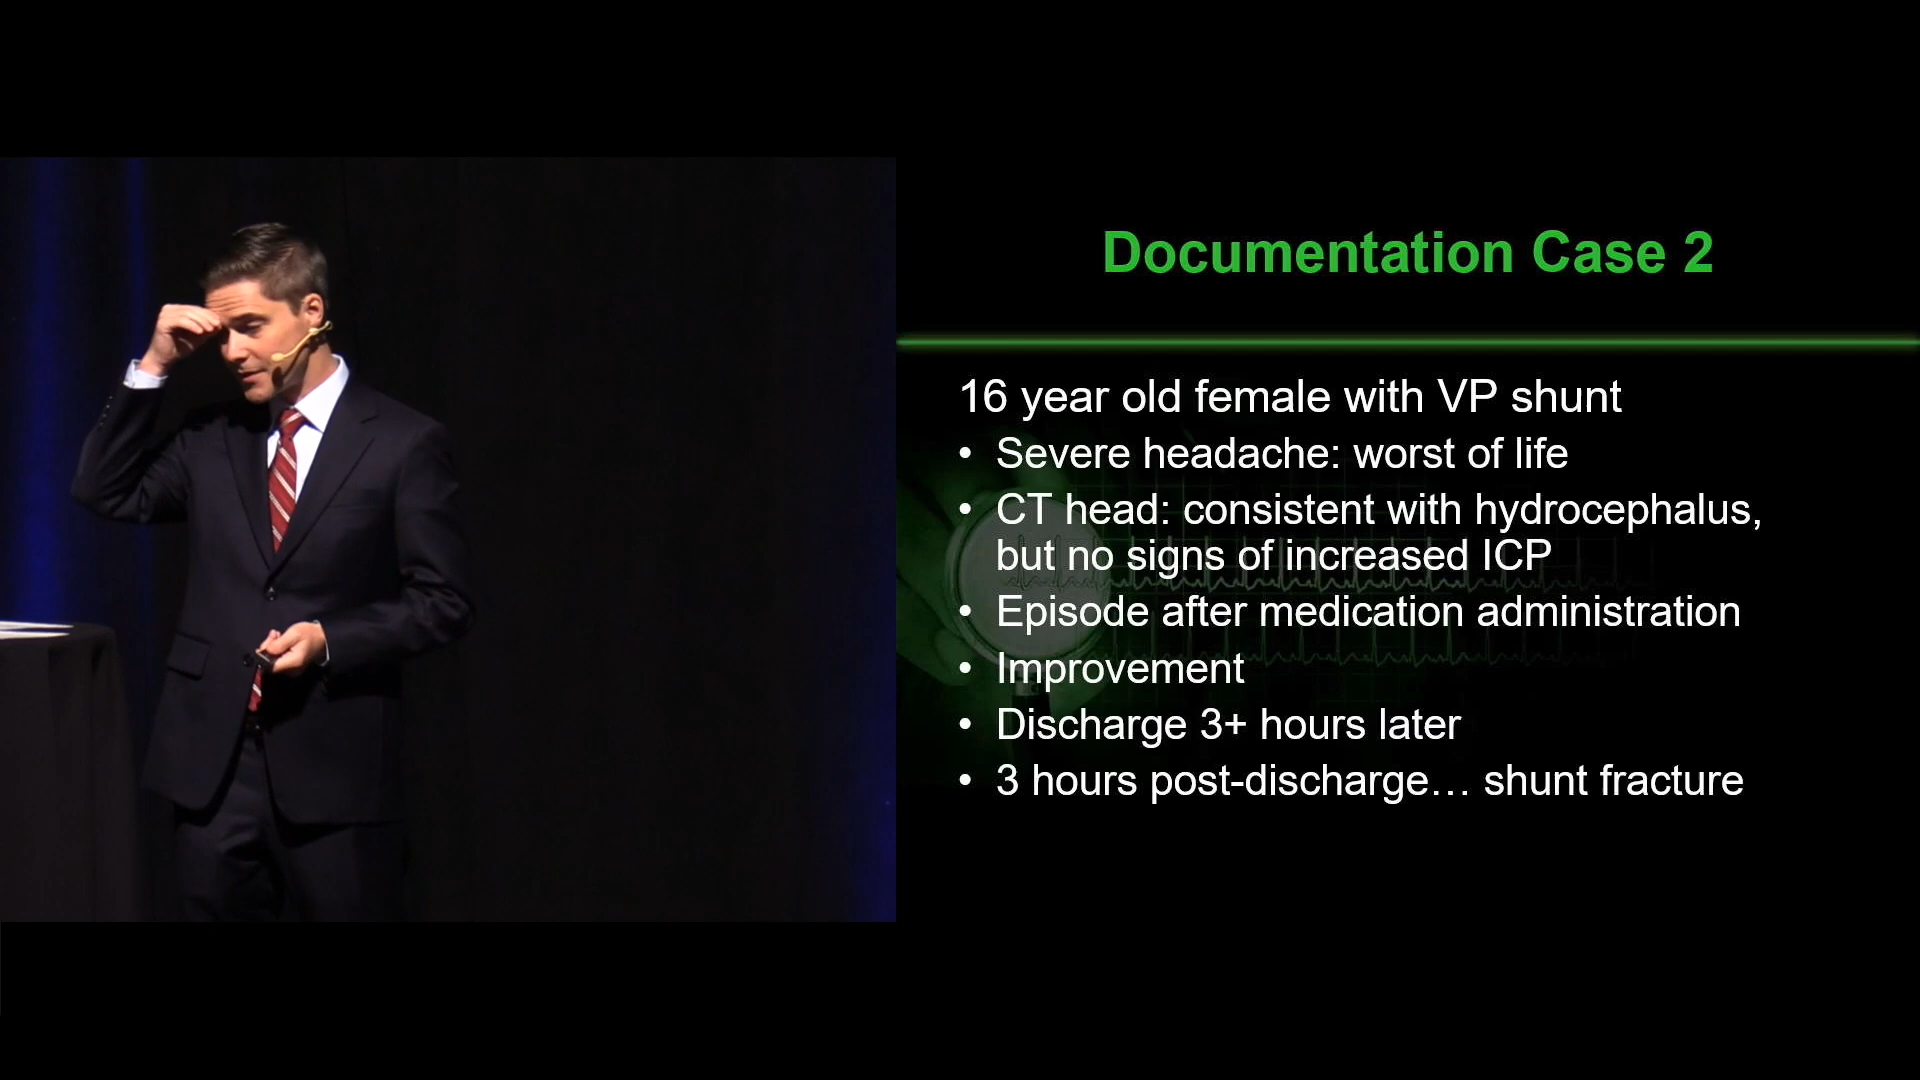 Documentation Case 2
16 year old female with VP shunt
• Severe headache: worst of life
• CT head: consistent with hydrocephalus,
but no signs of increased ICP
• Episode after medication administration
• Improvement
• Discharge 3+ hours later
• 3 hours post-discharge… shunt fracture